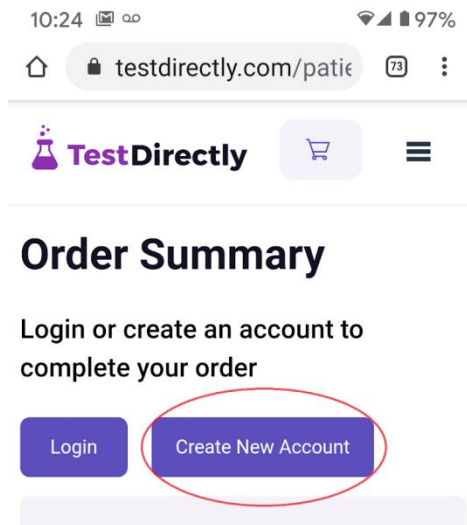 10:24 97%
testdirectly.com/patie 73
TestDirectly
Order Summary
Login or create an account to
complete your order
Login Create New Account